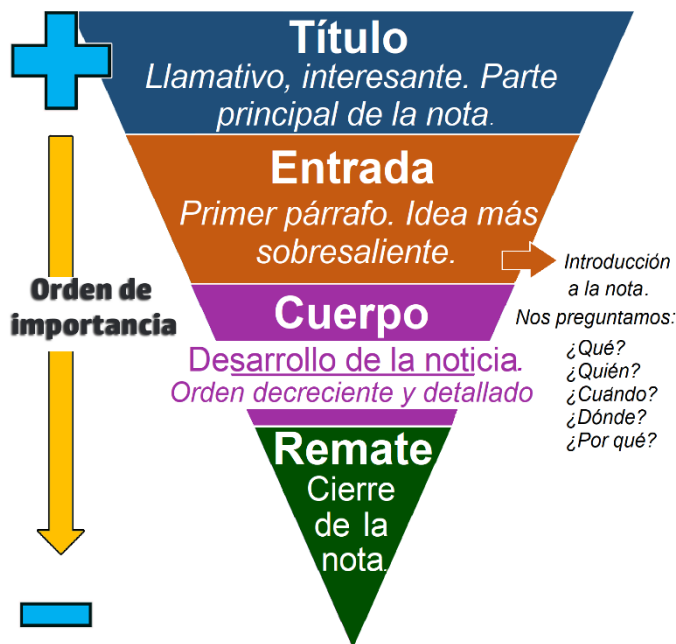 Título
Llamativo, interesante. Parte
principal de la nota.
Entrada
Primer párrafo. Idea más
sobresaliente.
Introducción
a la nota.
Nos preguntamos:
¿Qué?
¿Quién?
¿Cuándo?
¿Dónde?
¿Por qué?
Orden de
importancia
Cuerpo
Desarrollo de la noticia.
Orden decreciente y detallado
Remate
Cierre
de la
nota.